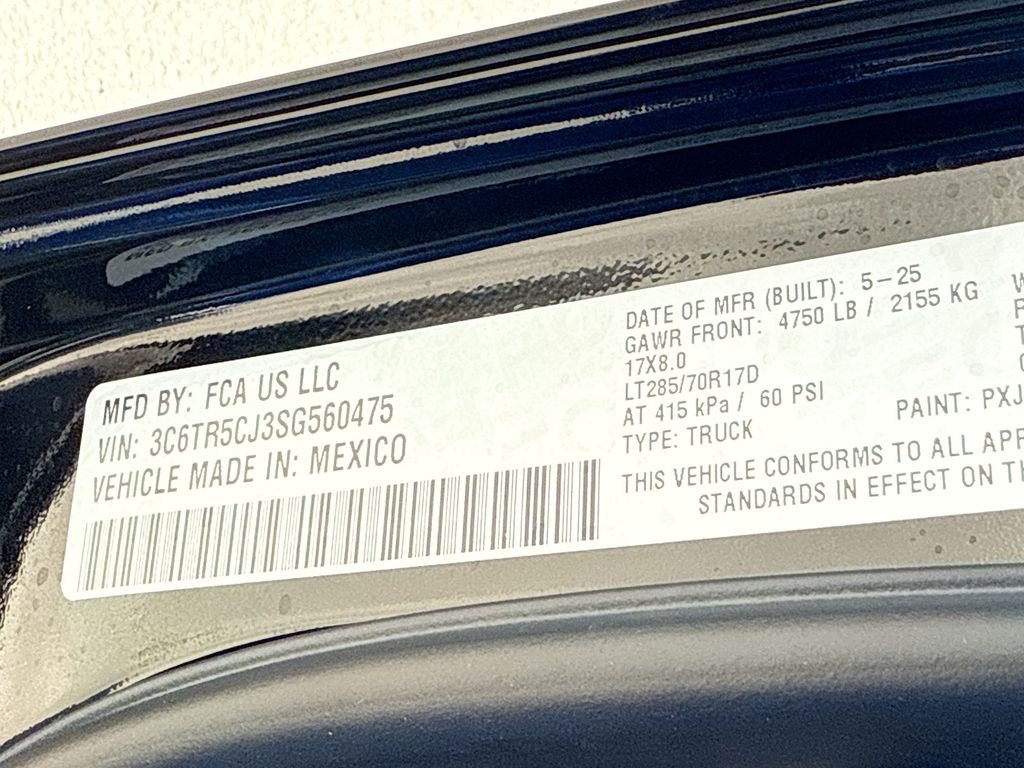 MFD BY: FCA US LLC
VIN: 3C6TR5CJ3SG560475
VEHICLE MADE IN: MEXICO
DATE OF MFR (BUILT): 5-25
GAWR FRONT: 4750 LB / 2155 KG
17X8.0
LT285/70R17D
AT 415 kPa / 60 PSI
TYPE: TRUCK
PAINT: PXJ
THIS VEHICLE CONFORMS TO ALL APP
STANDARDS IN EFFECT ON